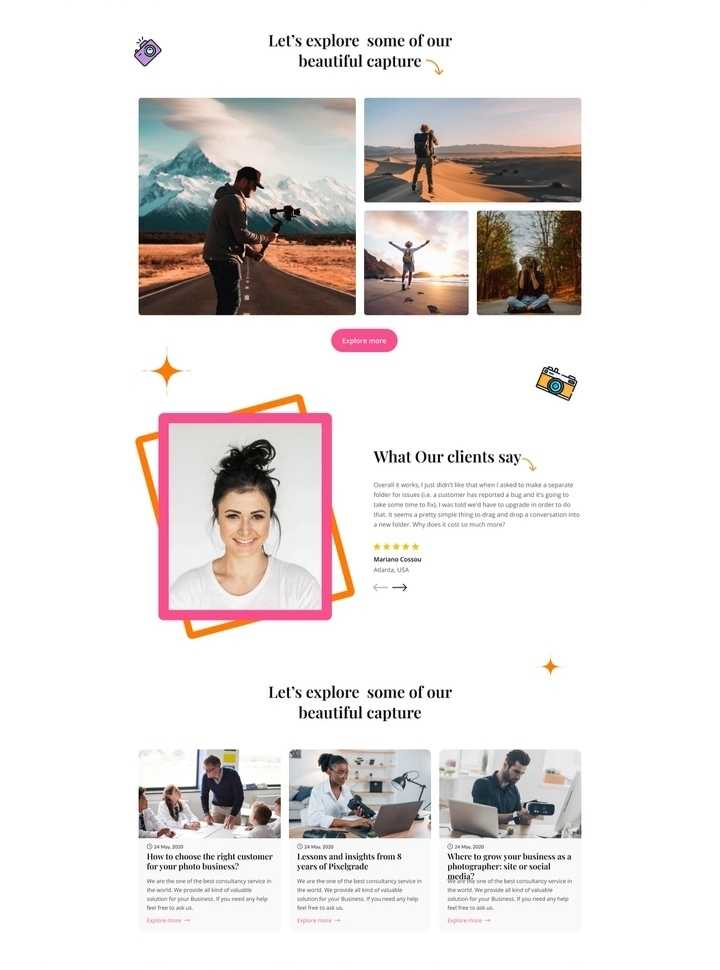 Let's explore  some of our
beautiful capture
Explore more
What Our clients say
Overall it works, I just didn't like that when I asked to make a separate
folder for issues (i.e. a customer has reported a bug and it's going to
take some time to fix), I was told we'd have to upgrade in order to do
that. It seems a pretty simple thing to drag and drop a conversation into
a new folder. Why does it cost so much more?
Mariano Cossou
Atlanta, USA
Let's explore  some of our
beautiful capture
24 May, 2020
How to choose the right customer
for your photo business?
We are the one of the best consultancy service in
the world. We provide all kind of valuable
solution for your Business. If you need any help
feel free to ask us.
Explore more
24 May, 2020
Lessons and insights from 8
years of Pixelgrade
We are the one of the best consultancy service in
the world. We provide all kind of valuable
solution for your Business. If you need any help
feel free to ask us.
Explore more
24 May, 2020
Where to grow your business as a
photographer: site or social
media?
We are the one of the best consultancy service in
the world. We provide all kind of valuable
solution for your Business. If you need any help
feel free to ask us.
Explore more